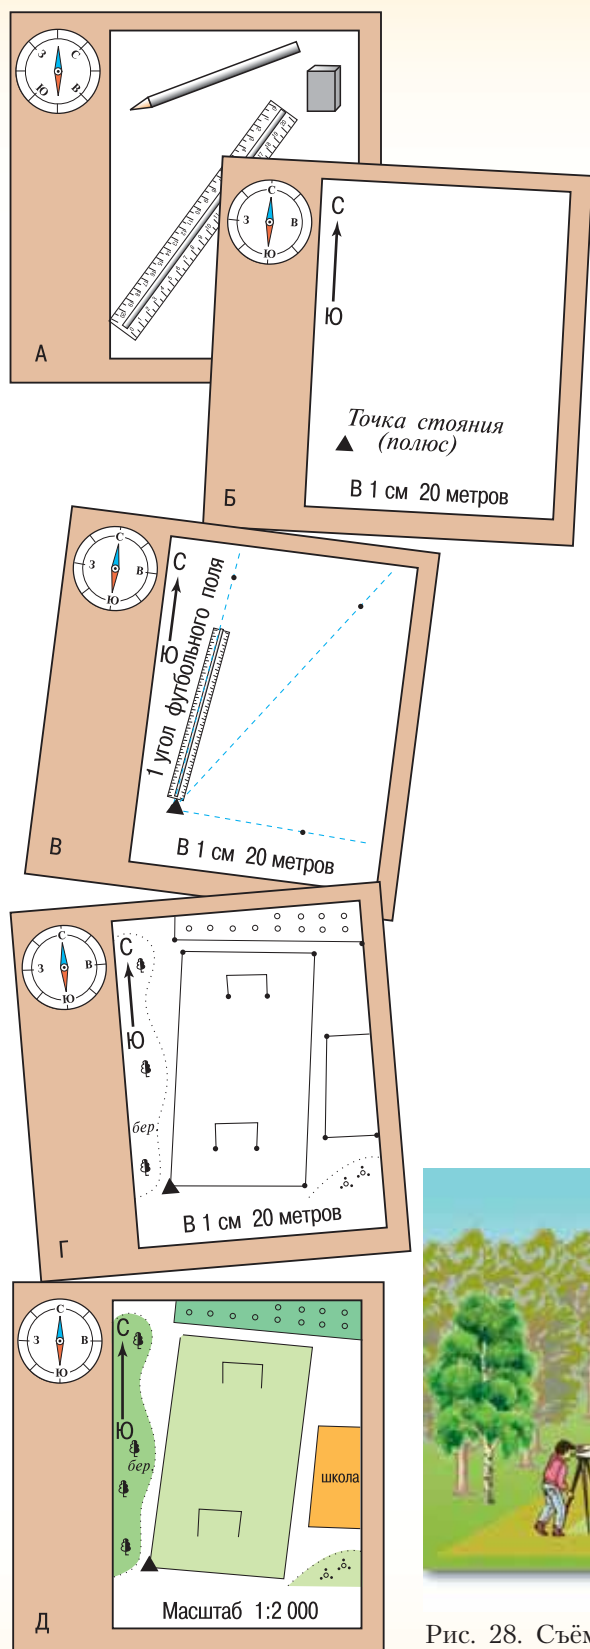 З С
Ю В
А
С
З В
Ю
С
Ю
Точка стояния
(полюс)
В 1 см 20 метров
Б
С
З В
Ю
С
Ю
1 угол футбольного поля
В 1 см 20 метров
В
С
З В
Ю
С
Ю
бер.
В 1 см 20 метров
Г
С
З В
Ю
С
Ю
бер.
школа
Масштаб 1:2 000
Д
Рис. 28. Съём